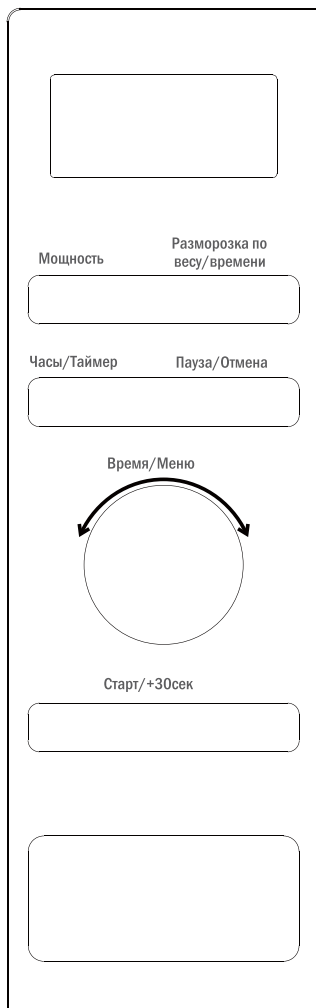 Мощность
Разморозка по
весу/времени
Часы/Таймер
Пауза/Отмена
Время/Меню
Старт/+30сек